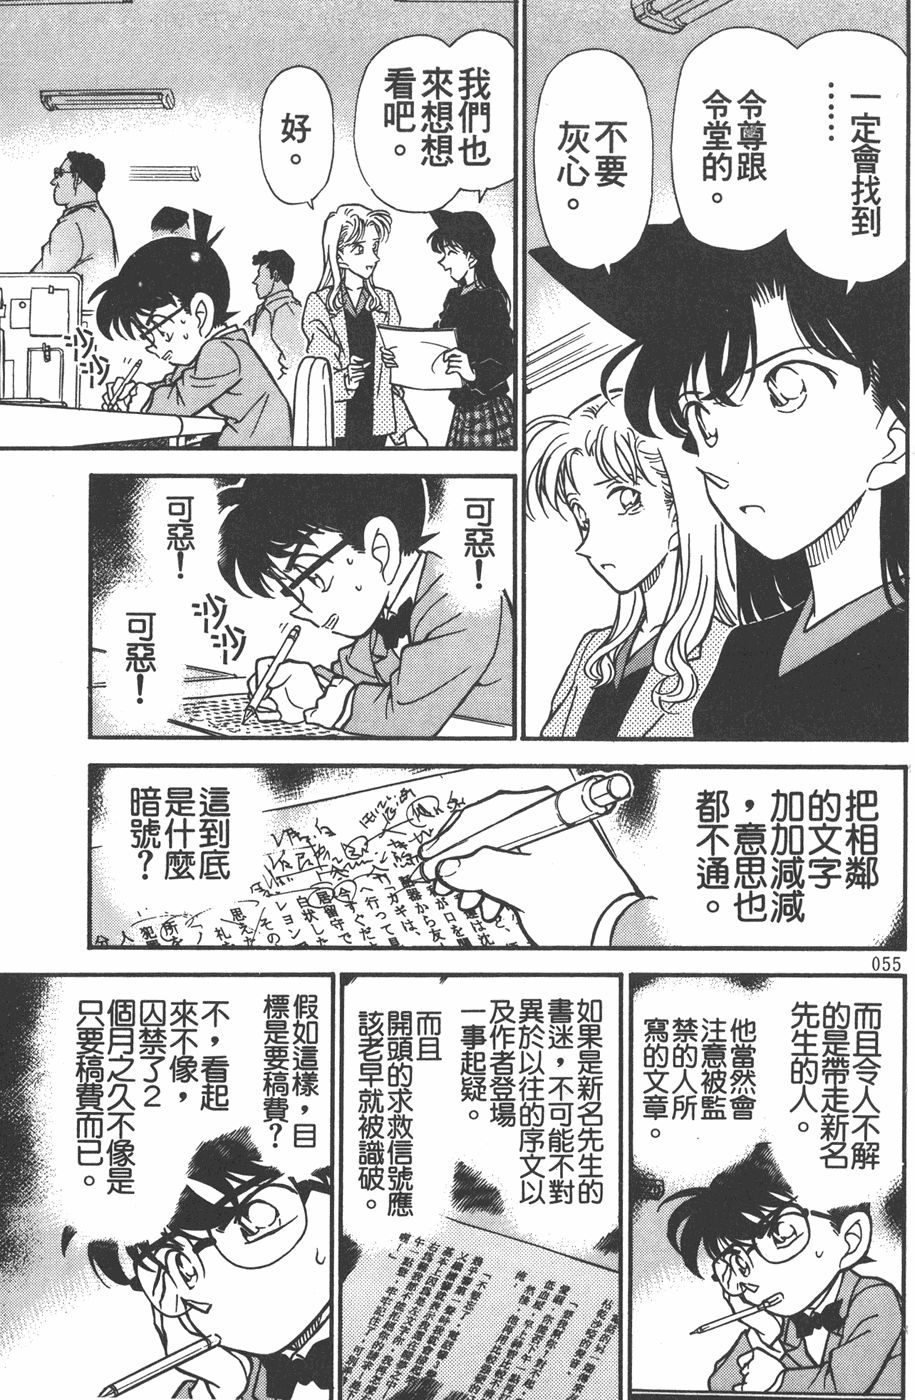 不要
灰心。
令尊跟
令堂的。
一定會找到
……
我們也
來想想
看吧。
好。
沙
沙
可惡！
可惡！
可惡！
沙
沙
把相鄰
的文字
加加減減
，意思也
都不通。
這到底
是什麼
暗號？
055
而且令人不解
的是帶走新名
先生的人。
他當然會
注意被監
禁的人所
寫的文章。
如果是新名先生的
書迷，不可能不對
異於以往的序文以
及作者登場
一事起疑。
而且
開頭的求救信號應
該老早就被識破。
假如這樣，目
標是要稿費？
不，看起
來不像，
囚禁了2
個月之久不像是
只要稿費而已。